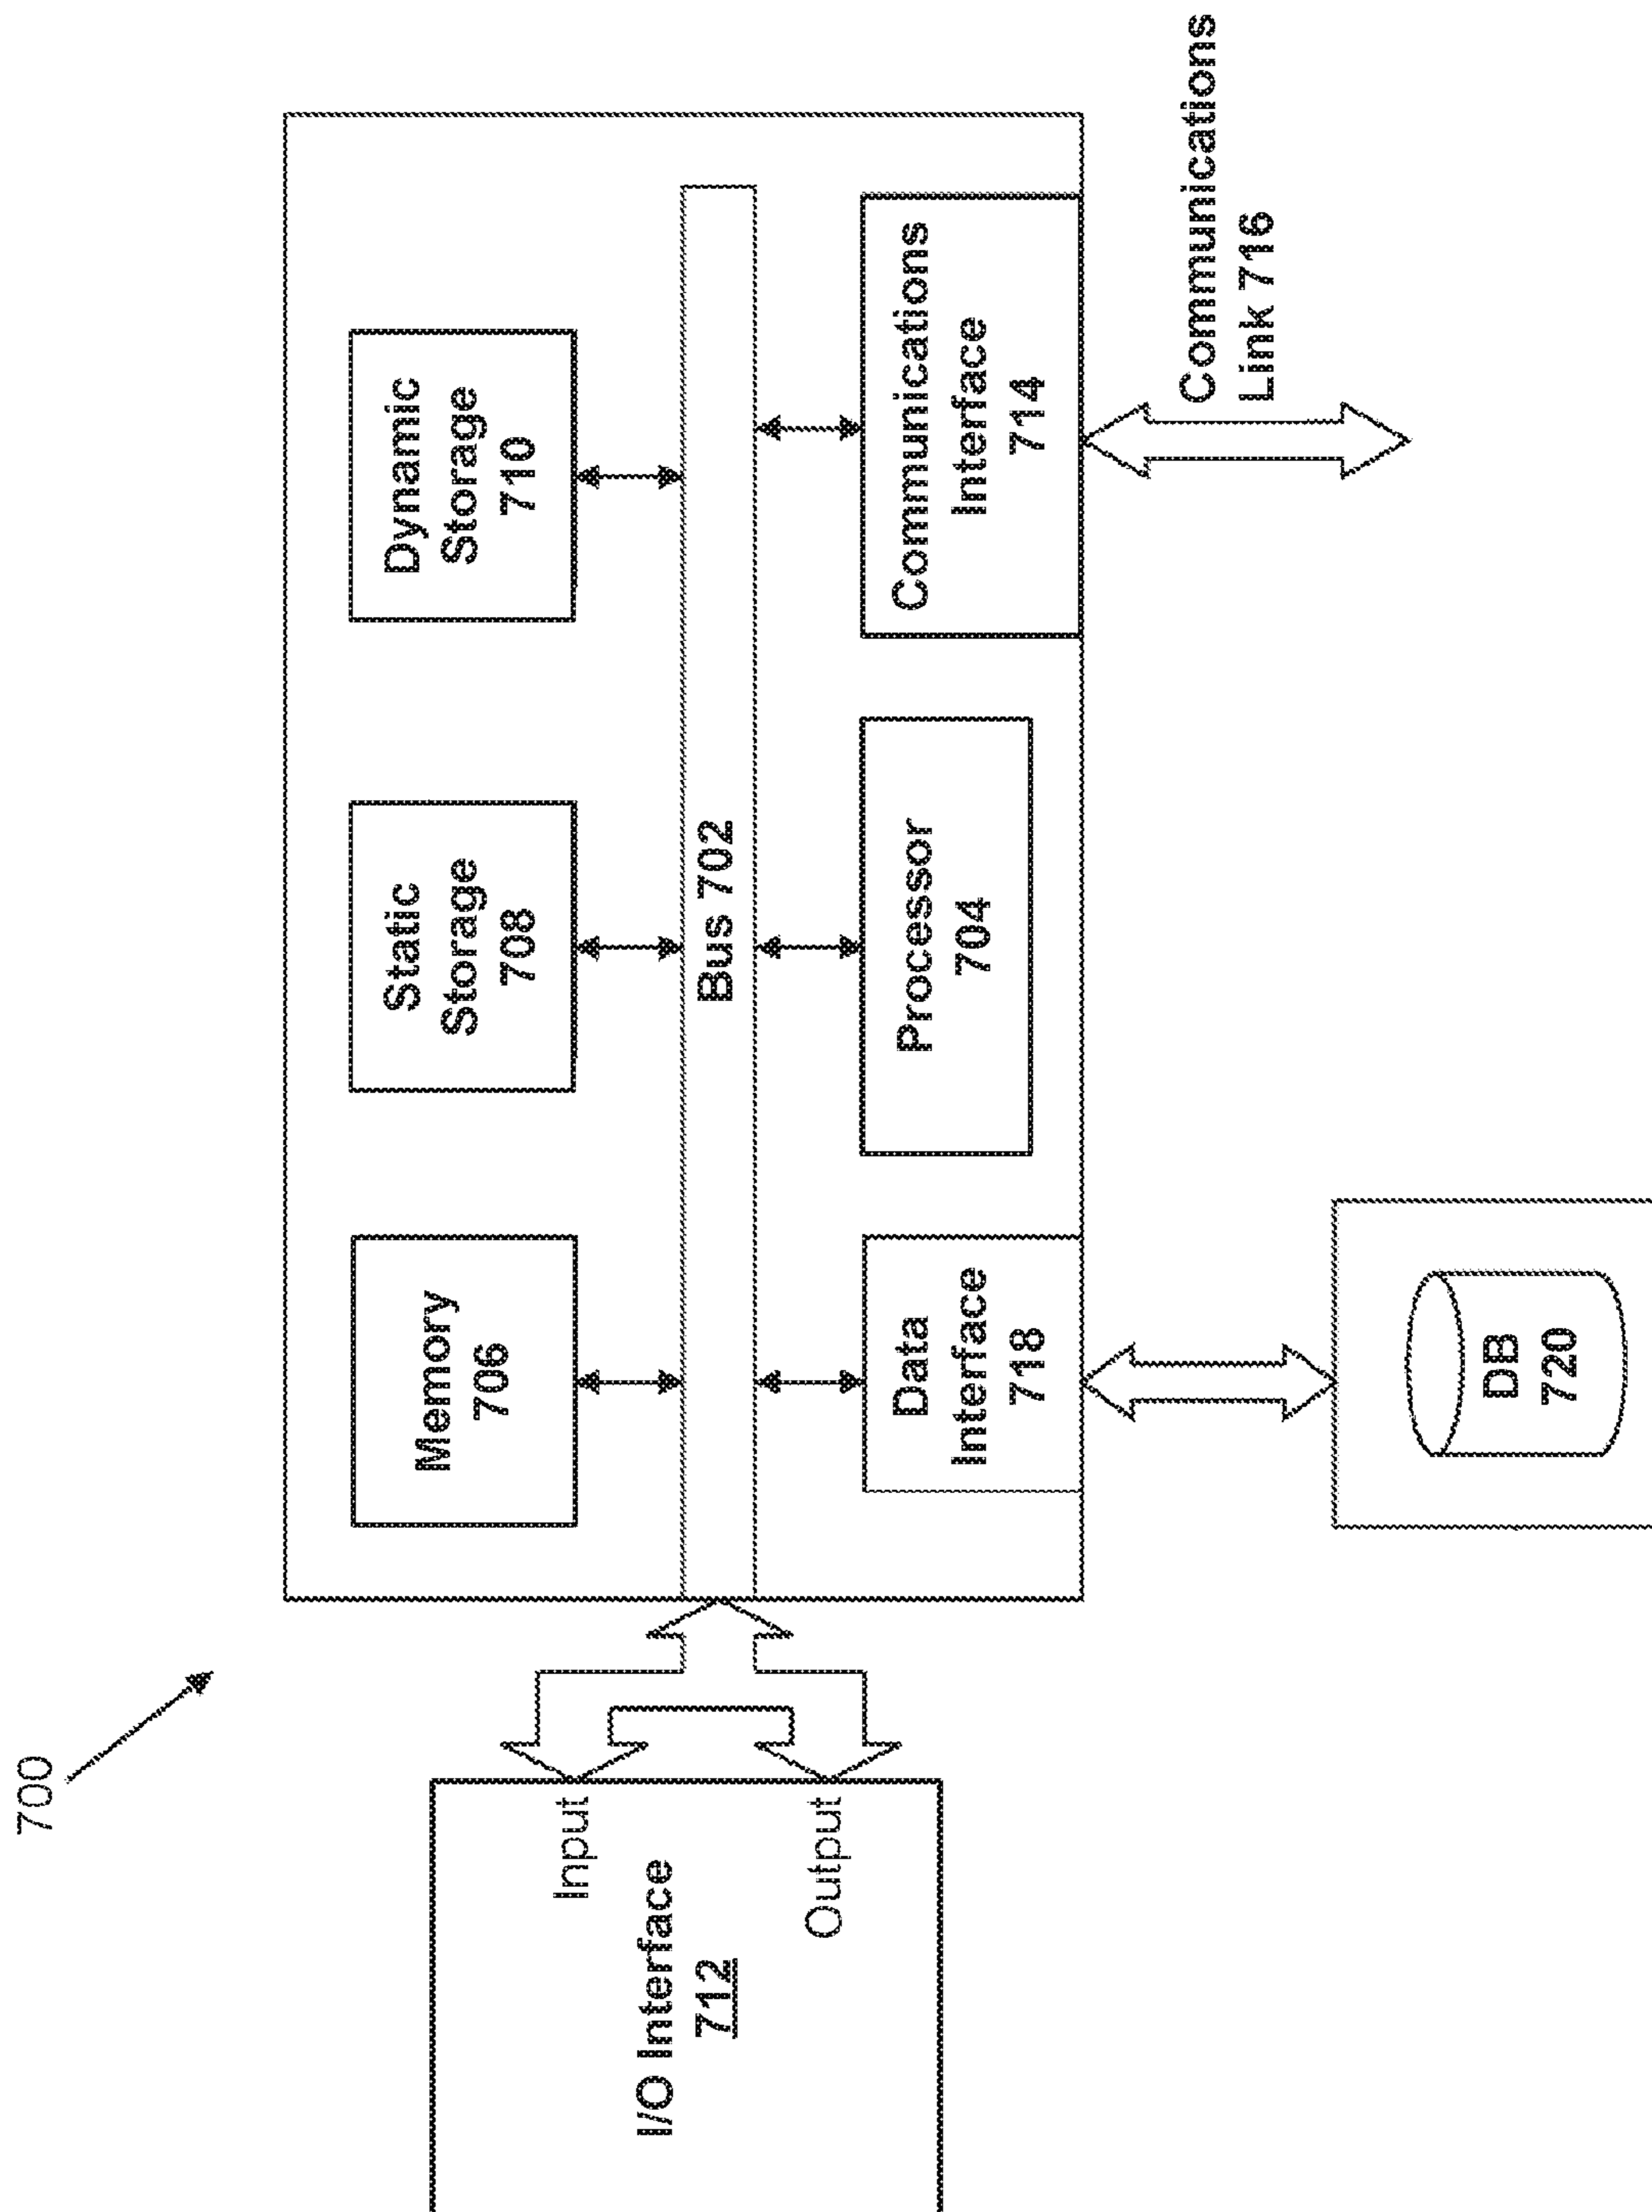 700
Memory
706
Static
Storage
708
Dynamic
Storage
710
I/O Interface
712
Input
Output
Bus 702
Data
Interface
718
Processor
704
Communications
Interface
714
Communications
Link 716
DB
720